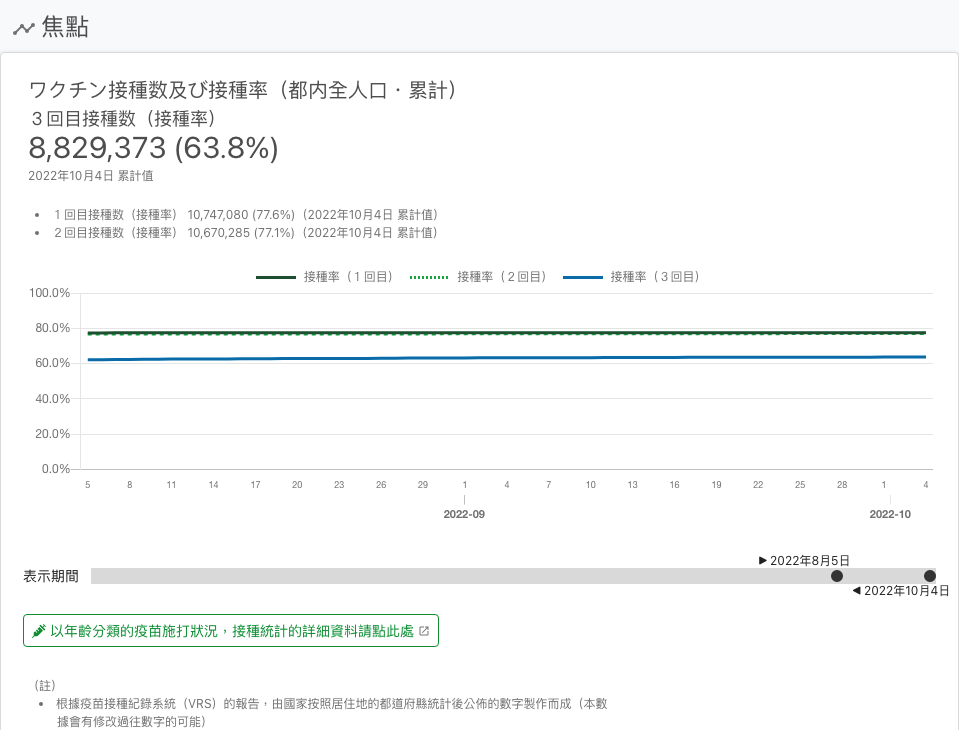 焦點
ワクチン接種数及び接種率（都内全人口・累計）
３回目接種数（接種率）
8,829,373 (63.8%)
2022年10月4日 累計值
• １回目接種数（接種率） 10,747,080 (77.6%)（2022年10月4日 累計值）
• ２回目接種数（接種率） 10,670,285 (77.1%)（2022年10月4日 累計值）
接種率（１回目） 接種率（２回目） 接種率（３回目）
100.0%
80.0%
60.0%
40.0%
20.0%
0.0%
5 8 11 14 17 20 23 26 29 1 4 7 10 13 16 19 22 25 28 1 4
2022-09 2022-10
▶ 2022年8月5日
表示期間
◀ 2022年10月4日
以年齡分類的疫苗施打狀況，接種統計的詳細資料請點此處
（註）
• 根據疫苗接種紀錄系統（VRS）的報告，由國家按照居住地的都道府縣統計後公佈的數字製作而成（本數
據會有修改過往數字的可能）